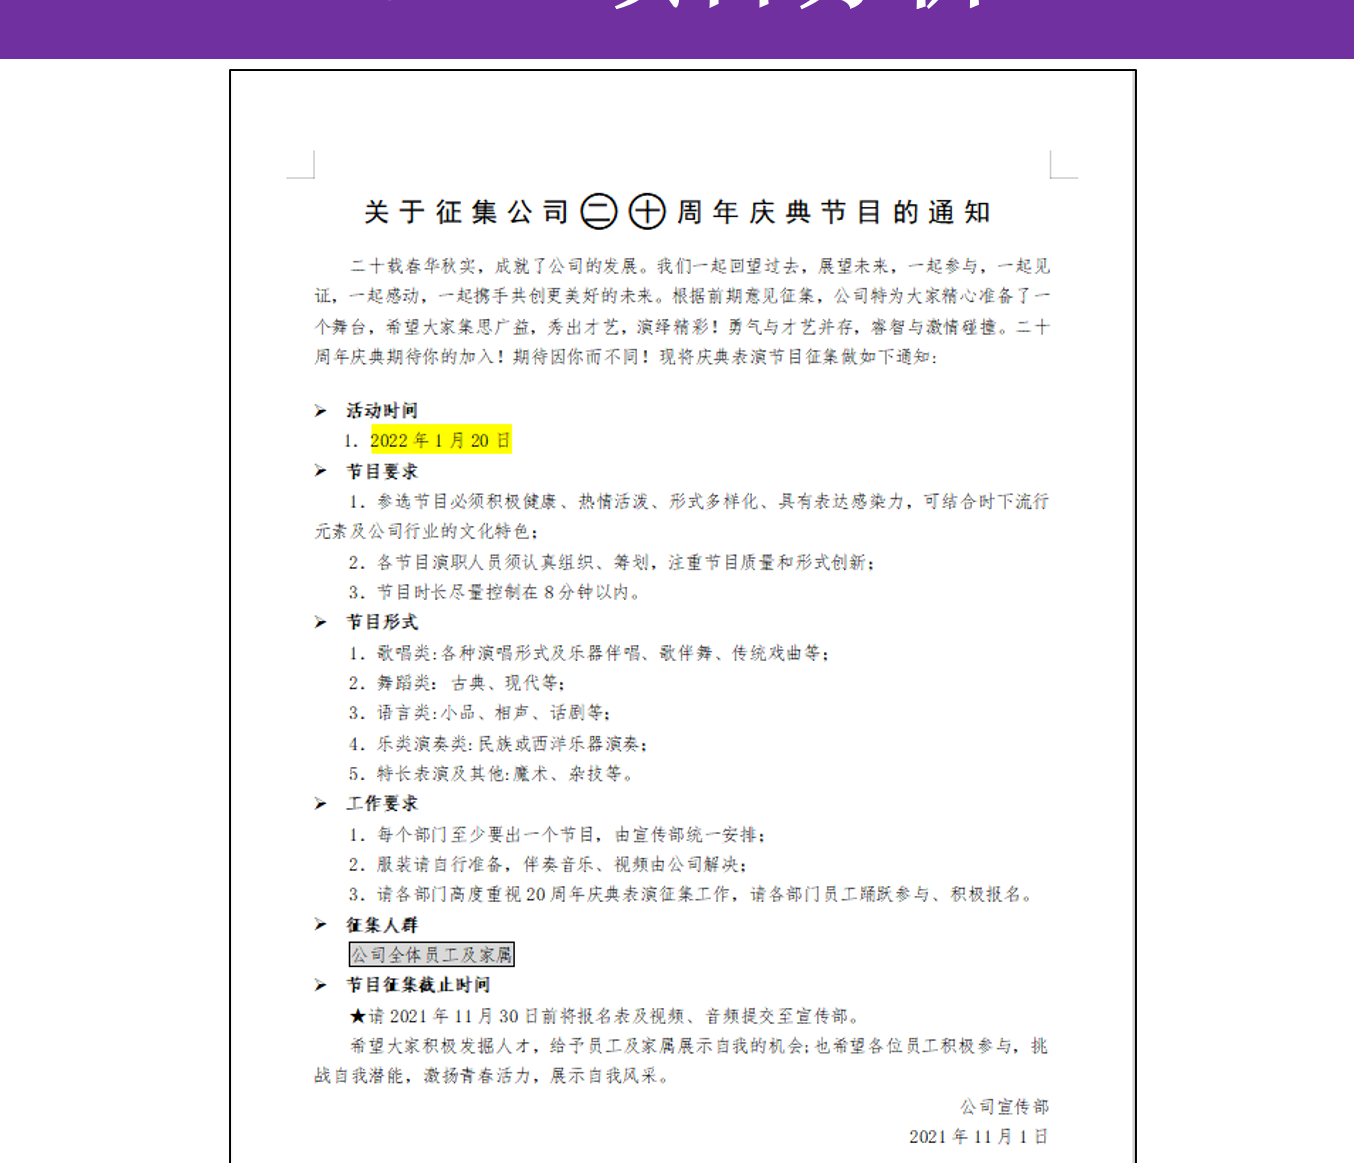 关于征集公司㊁㊉周年庆典节目的通知
二十载春华秋实，成就了公司的发展。我们一起回望过去，展望未来，一起参与，一起见
证，一起感动，一起携手共创更美好的未来。根据前期意见征集，公司特为大家精心准备了一
个舞台，希望大家集思广益，秀出才艺，演绎精彩！勇气与才艺并存，睿智与激情碰撞。二十
周年庆典期待你的加入！期待因你而不同！现将庆典表演节目征集做如下通知：
➢ 活动时间
1. 2022 年 1 月 20 日
➢ 节目要求
1. 参选节目必须积极健康、热情活泼、形式多样化、具有表达感染力，可结合时下流行
元素及公司行业的文化特色；
2. 各节目演职人员须认真组织、筹划，注重节目质量和形式创新；
3. 节目时长尽量控制在 8 分钟以内。
➢ 节目形式
1. 歌唱类:各种演唱形式及乐器伴唱、歌伴舞、传统戏曲等；
2. 舞蹈类：古典、现代等；
3. 语言类:小品、相声、话剧等；
4. 乐类演奏类:民族或西洋乐器演奏；
5. 特长表演及其他:魔术、杂技等。
➢ 工作要求
1. 每个部门至少要出一个节目，由宣传部统一安排；
2. 服装请自行准备，伴奏音乐、视频由公司解决；
3. 请各部门高度重视 20 周年庆典表演征集工作，请各部门员工踊跃参与、积极报名。
➢ 征集人群
公司全体员工及家属
➢ 节目征集截止时间
★请 2021 年 11 月 30 日前将报名表及视频、音频提交至宣传部。
希望大家积极发掘人才，给予员工及家属展示自我的机会;也希望各位员工积极参与，挑
战自我潜能，激扬青春活力，展示自我风采。
公司宣传部
2021 年 11 月 1 日